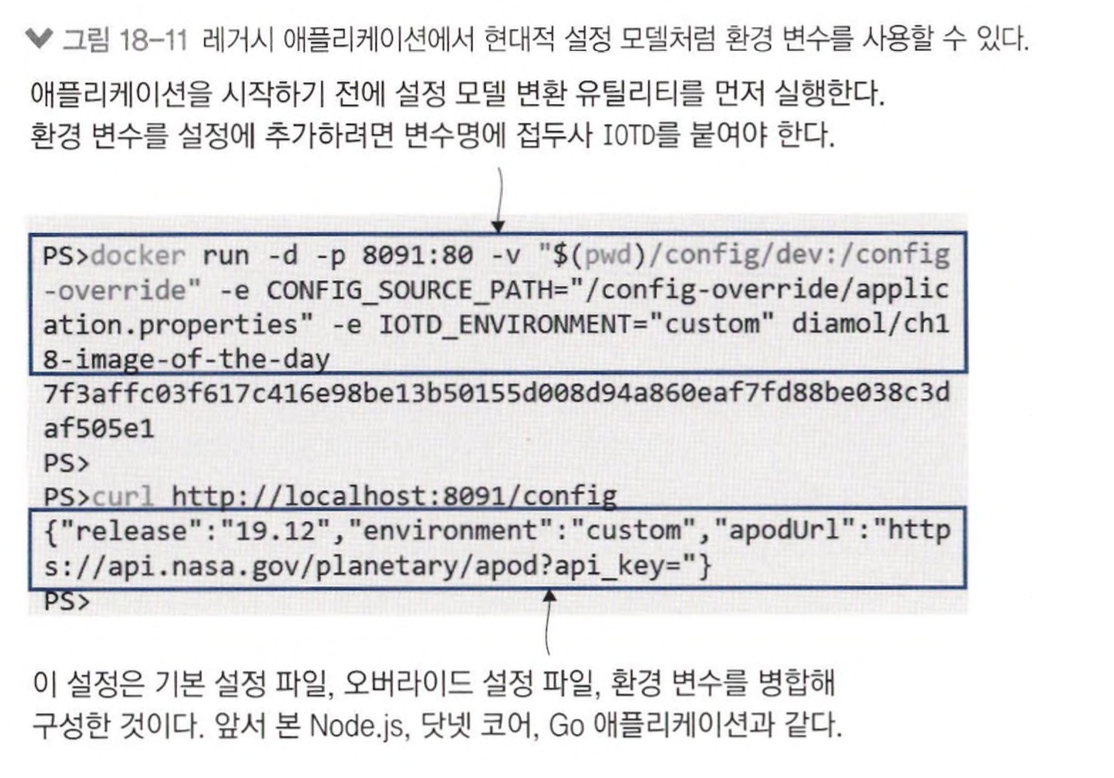 그림 18-11 레거시 애플리케이션에서 현대적 설정 모델처럼 환경 변수를 사용할 수 있다.
애플리케이션을 시작하기 전에 설정 모델 변환 유틸리티를 먼저 실행한다.
환경 변수를 설정에 추가하려면 변수명에 접두사 IOTD를 붙여야 한다.
PS>docker run -d -p 8091:80 -v "$(pwd)/config/dev:/config
-override" -e CONFIG_SOURCE_PATH="/config-override/applic
ation.properties" -e IOTD_ENVIRONMENT="custom" diamol/ch1
8-image-of-the-day
7f3affc03f617c416e98be13b50155d008d94a860eaf7fd88be038c3d
af505e1
PS>
PS>curl http://localhost:8091/config
{"release":"19.12","environment":"custom","apodUrl":"http
s://api.nasa.gov/planetary/apod?api_key="}
PS>
이 설정은 기본 설정 파일, 오버라이드 설정 파일, 환경 변수를 병합해
구성한 것이다. 앞서 본 Node.js, 닷넷 코어, Go 애플리케이션과 같다.